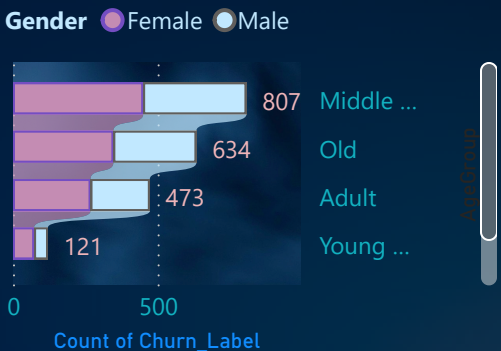 Gender Female Male
807 Middle ...
634 Old
473 Adult
121 Young ...
AgeGroup
0 500
Count of Churn_Label